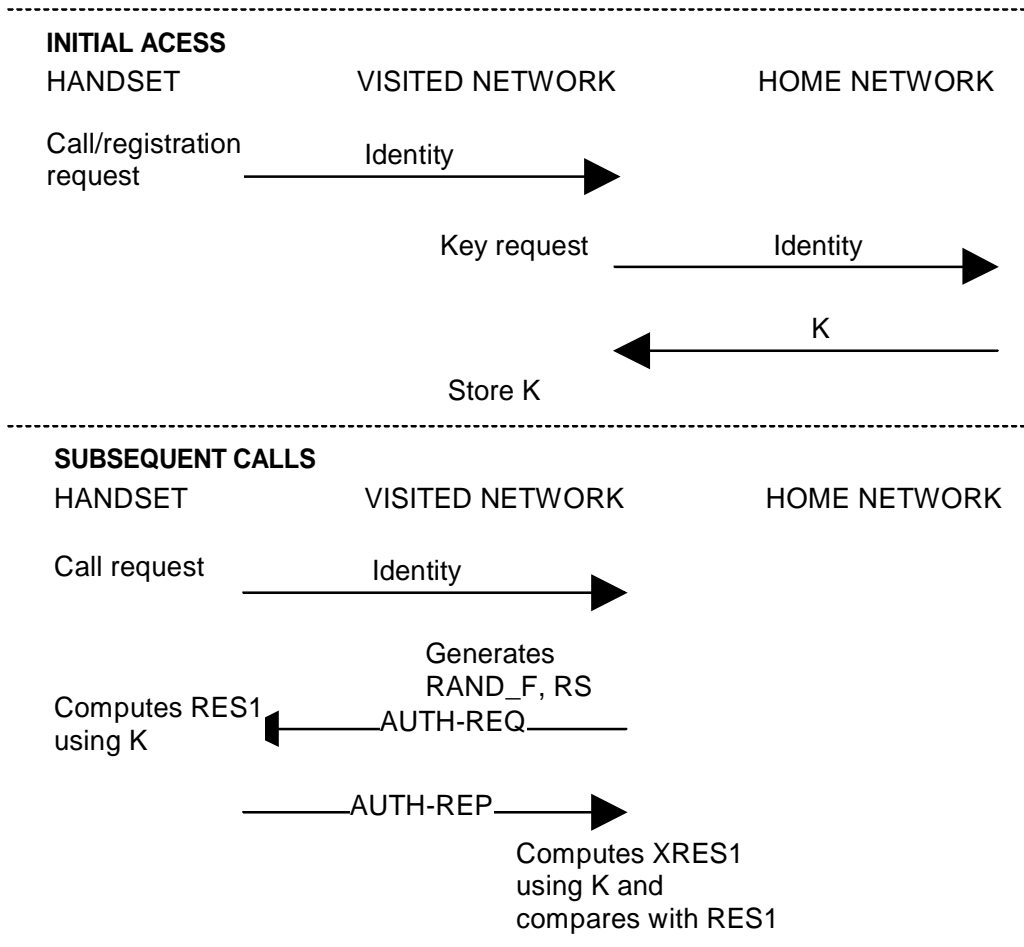 INITIAL ACESS
HANDSET VISITED NETWORK HOME NETWORK
Call/registration
request
Identity
Key request
Identity
K
Store K
SUBSEQUENT CALLS
HANDSET VISITED NETWORK HOME NETWORK
Call request
Identity
Generates
RAND_F, RS
Computes RES1
using K
AUTH-REQ
AUTH-REP
Computes XRES1
using K and
compares with RES1